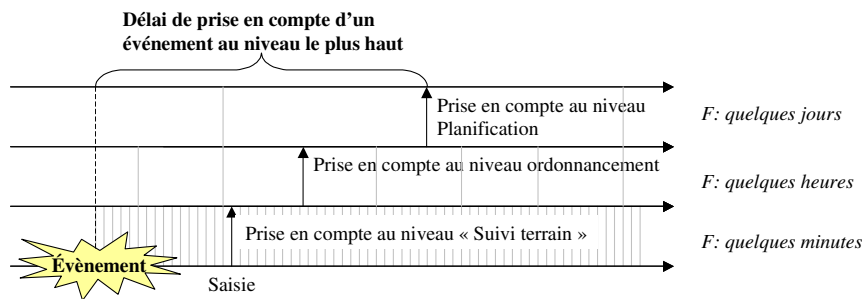 Délai de prise en compte d'un
événement au niveau le plus haut
Prise en compte au niveau
Planification
F: quelques jours
Prise en compte au niveau ordonnancement
F: quelques heures
Prise en compte au niveau « Suivi terrain »
F: quelques minutes
Évènement
Saisie